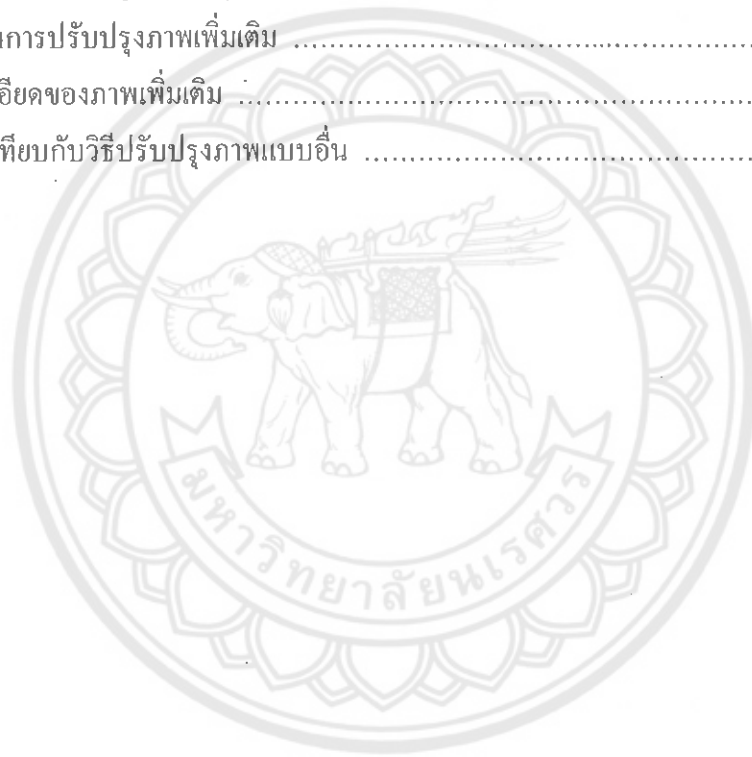 การปรับปรุงภาพเพิ่มเติม ........................................................
อียดของภาพเพิ่มเติม ........................................................
ทียบกับวิธีปรับปรุงภาพแบบอื่น ................................................
มหาวิทยาลัยนเรศวร